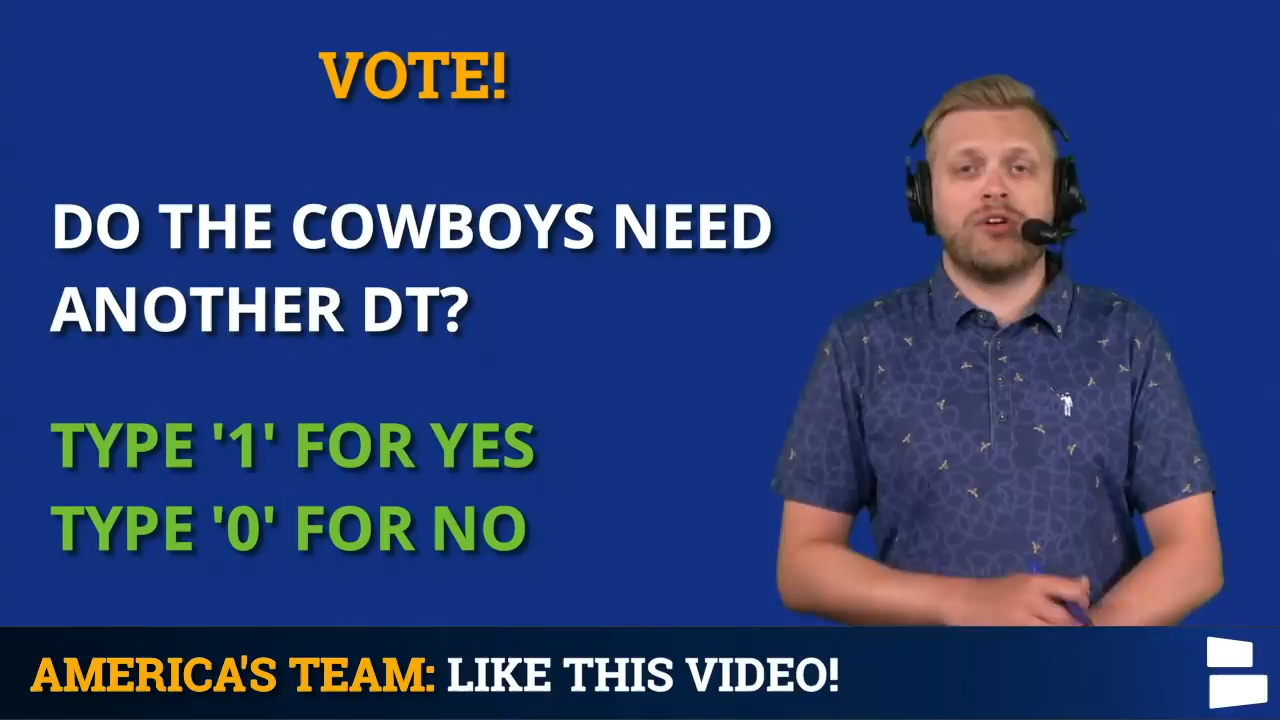 VOTE!
DO THE COWBOYS NEED
ANOTHER DT?
TYPE '1' FOR YES
TYPE '0' FOR NO
AMERICA'S TEAM: LIKE THIS VIDEO!